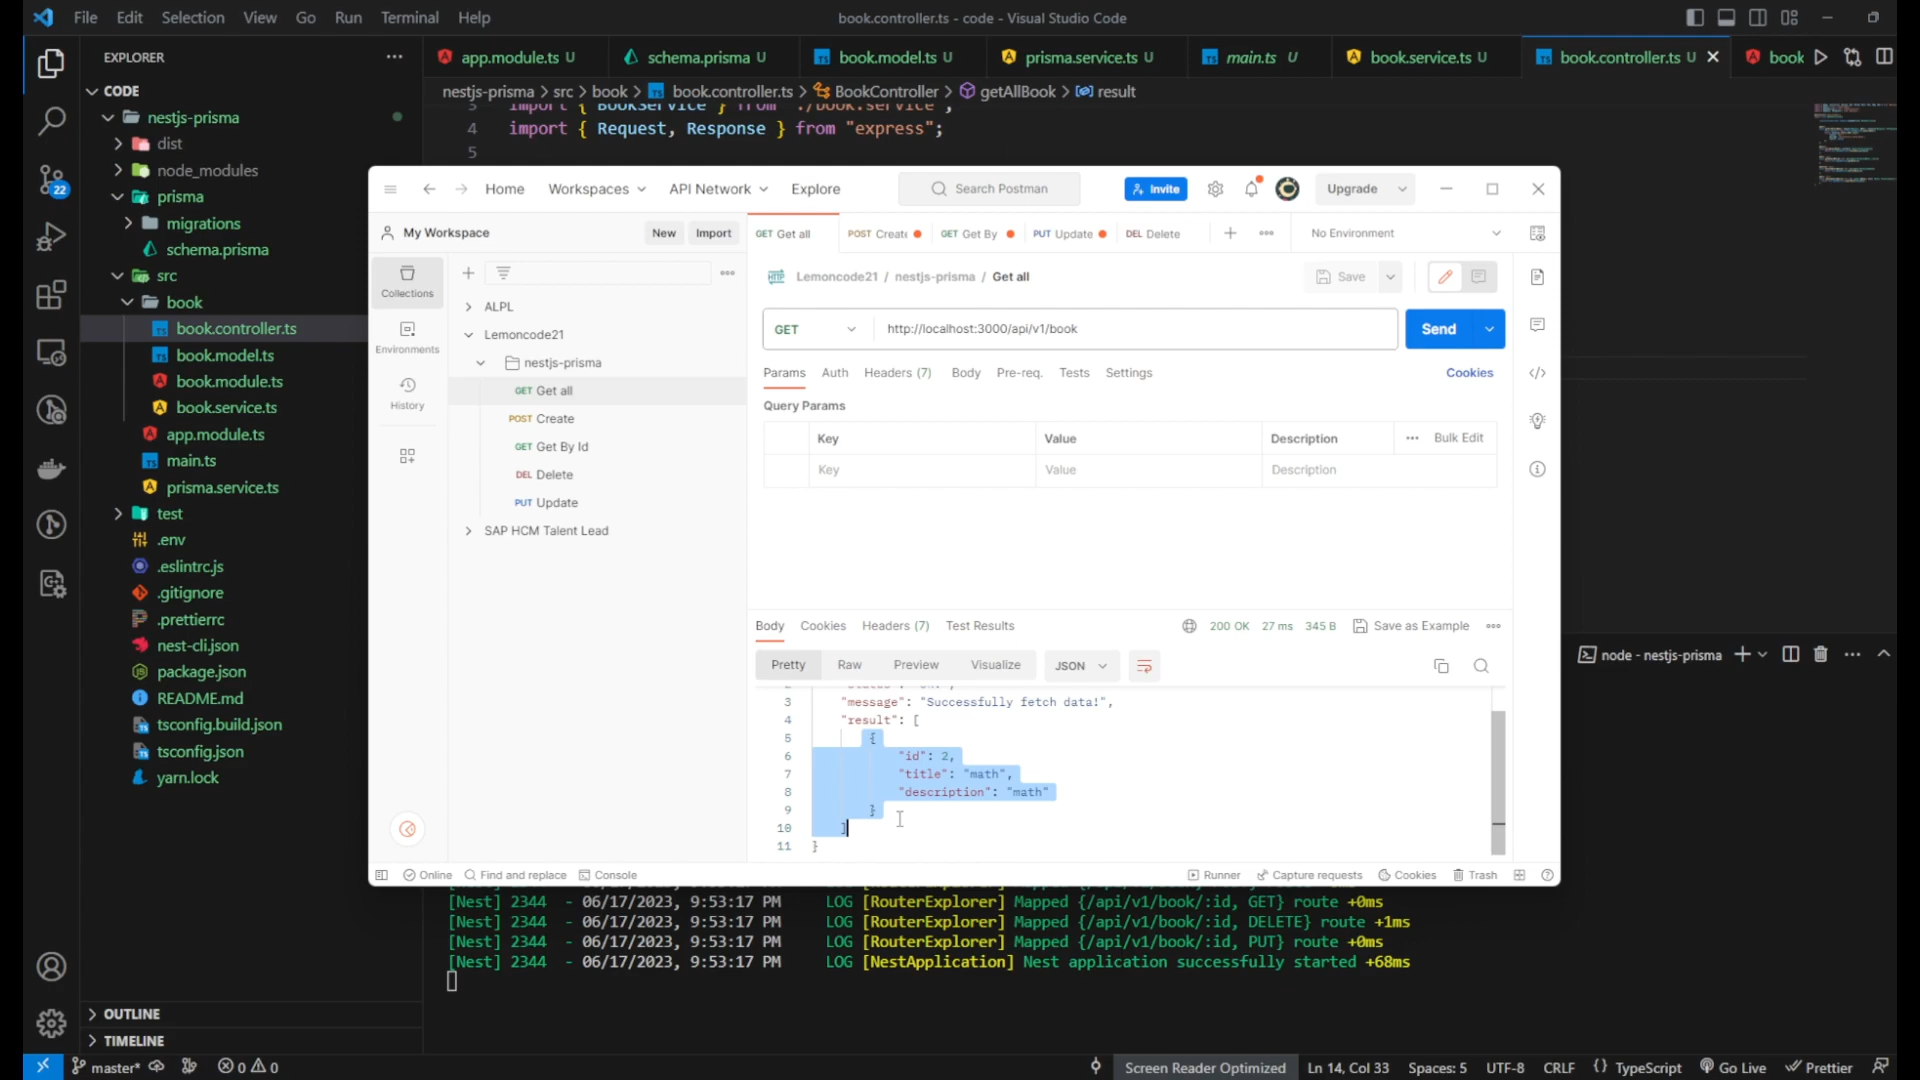 File Edit Selection View Go Run Terminal Help
book.controller.ts - code - Visual Studio Code
EXPLORER
app.module.ts U
schema.prisma U
book.model.ts U
prisma.service.ts U
main.ts U
book.service.ts U
book.controller.ts U
book
CODE
nestjs-prisma > src > book > book.controller.ts > BookController > getAllBook > result
nestjs-prisma
dist
node_modules
prisma
migrations
schema.prisma
src
book
book.controller.ts
book.model.ts
book.module.ts
book.service.ts
app.module.ts
main.ts
prisma.service.ts
test
.env
.eslintrc.js
.gitignore
.prettierrc
nest-cli.json
package.json
README.md
tsconfig.build.json
tsconfig.json
yarn.lock
OUTLINE
TIMELINE
22
3 import { BookService } from "./book.service";
4 import { Request, Response } from "express";
5
Home Workspaces API Network Explore
Search Postman
Invite
Upgrade
My Workspace
New
Import
GET Get all
POST Create
GET Get By
PUT Update
DEL Delete
No Environment
Collections
Environments
History
ALPL
Lemoncode21
nestjs-prisma
GET Get all
POST Create
GET Get By Id
DEL Delete
PUT Update
SAP HCM Talent Lead
HTTP Lemoncode21 / nestjs-prisma / Get all
Save
GET http://localhost:3000/api/v1/book
Send
Params Auth Headers (7) Body Pre-req. Tests Settings
Cookies
Query Params
Key Value Description Bulk Edit
Key Value Description
Body Cookies Headers (7) Test Results
200 OK 27 ms 345 B Save as Example
Pretty Raw Preview Visualize JSON
3 "message": "Successfully fetch data!",
4 "result": [
5 {
6 "id": 2,
7 "title": "math",
8 "description": "math"
9 }
10 ]
11 }
Online Find and replace Console
Runner Capture requests Cookies Trash
node - nestjs-prisma
[Nest] 2344 - 06/17/2023, 9:53:17 PM LOG [RouterExplorer] Mapped {/api/v1/book/:id, GET} route +0ms
[Nest] 2344 - 06/17/2023, 9:53:17 PM LOG [RouterExplorer] Mapped {/api/v1/book/:id, DELETE} route +1ms
[Nest] 2344 - 06/17/2023, 9:53:17 PM LOG [RouterExplorer] Mapped {/api/v1/book/:id, PUT} route +0ms
[Nest] 2344 - 06/17/2023, 9:53:17 PM LOG [NestApplication] Nest application successfully started +68ms
master* 0 0
Screen Reader Optimized Ln 14, Col 33 Spaces: 5 UTF-8 CRLF {} TypeScript Go Live Prettier